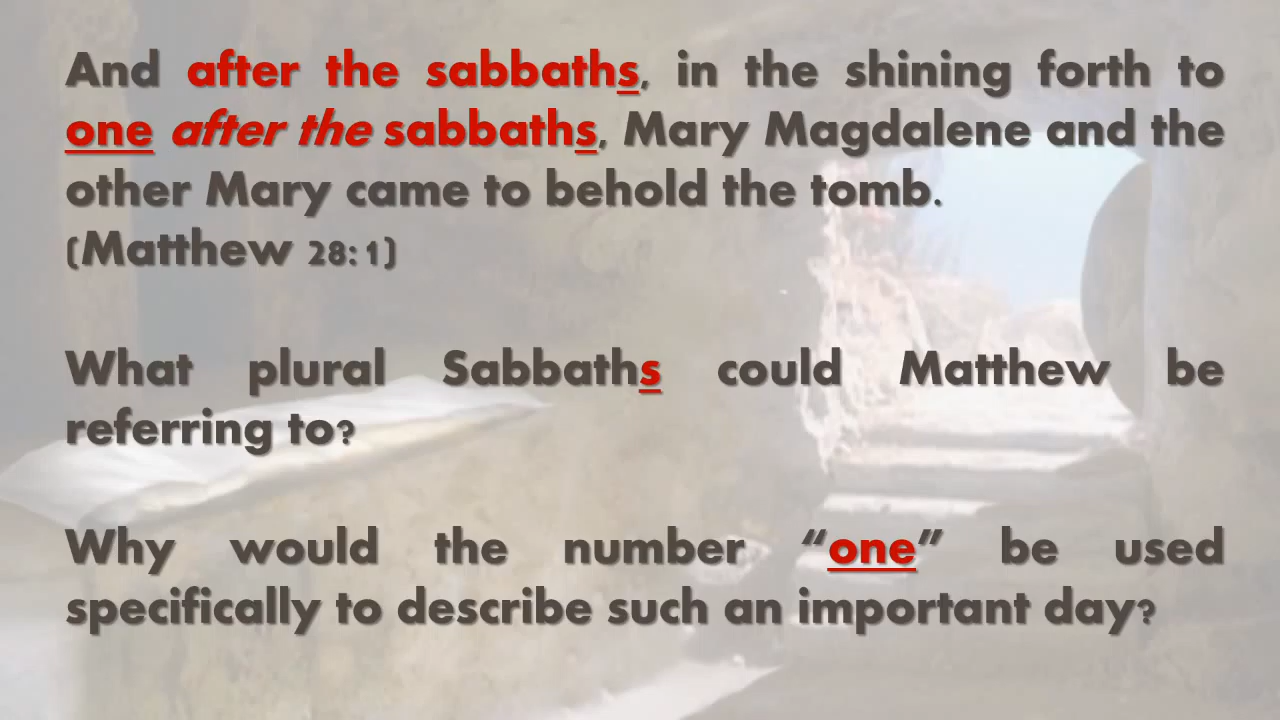 And after the sabbaths, in the shining forth to
one after the sabbaths, Mary Magdalene and the
other Mary came to behold the tomb.
(Matthew 28:1)
What plural Sabbaths could Matthew be
referring to?
Why would the number “one” be used
specifically to describe such an important day?